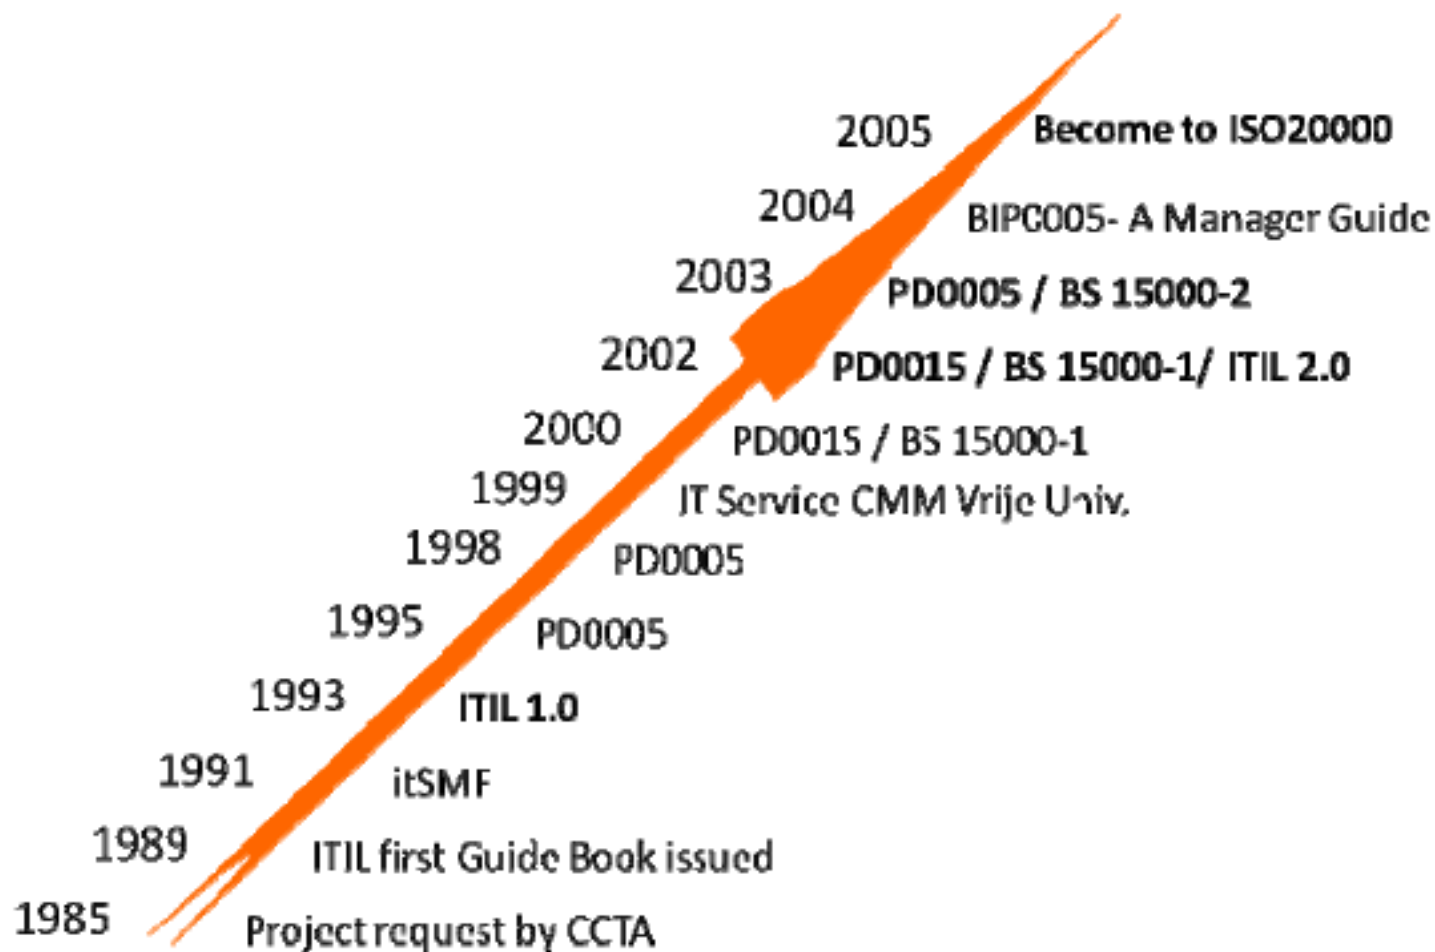 2005 Become to ISO20000
2004 BIP0005- A Manager Guide
2003 PD0005 / BS 15000-2
2002 PD0015 / BS 15000-1/ ITIL 2.0
2000 PD0015 / BS 15000-1
1999 IT Service CMM Vrije Univ.
1998 PD0005
1995 PD0005
1993 ITIL 1.0
1991 itSMF
1989 ITIL first Guide Book issued
1985 Project request by CCTA